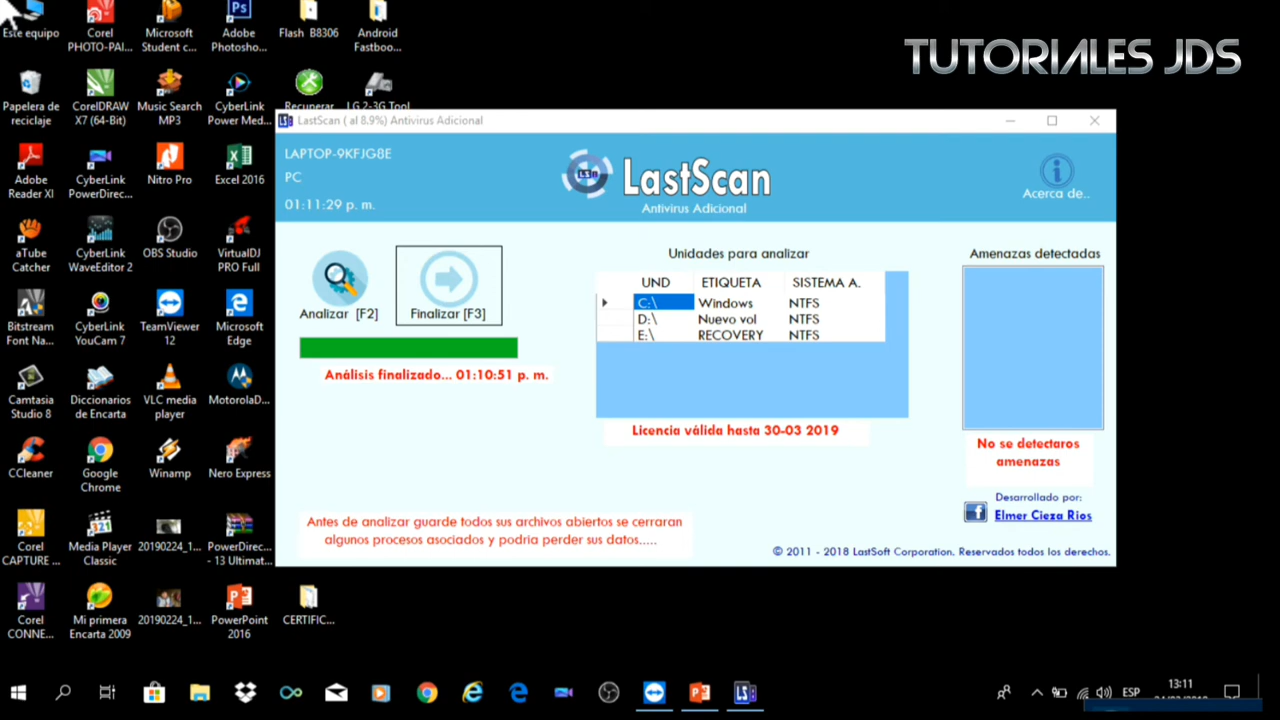 TUTORIALES JDS
Este equipo
Corel
PHOTO-PAI...
Microsoft
Student c...
Adobe
Photosho...
Flash B8306
Android
Fastboo...
Papelera de
reciclaje
CorelDRAW
X7 (64-Bit)
Music Search
MP3
CyberLink
Power Med...
Recuperar
LG 2-3G Tool
Adobe
Reader XI
CyberLink
PowerDirec...
Nitro Pro
Excel 2016
aTube
Catcher
CyberLink
WaveEditor 2
OBS Studio
VirtualDJ
PRO Full
Bitstream
Font Na...
CyberLink
YouCam 7
TeamViewer
12
Microsoft
Edge
Camtasia
Studio 8
Diccionarios
de Encarta
VLC media
player
MotorolaD...
CCleaner
Google
Chrome
Winamp
Nero Express
Corel
CAPTURE ...
Media Player
Classic
20190224_1...
PowerDirec...
- 13 Ultimat...
Corel
CONNE...
Mi primera
Encarta 2009
20190224_1...
PowerPoint
2016
CERTIFIC...
LastScan ( al 8.9%) Antivirus Adicional
LAPTOP-9KFJG8E
PC
01:11:29 p. m.
LastScan
Antivirus Adicional
Acerca de..
Analizar [F2]
Finalizar [F3]
Análisis finalizado... 01:10:51 p. m.
Unidades para analizar
UND ETIQUETA SISTEMA A.
C:\ Windows NTFS
D:\ Nuevo vol NTFS
E:\ RECOVERY NTFS
Licencia válida hasta 30-03 2019
Amenazas detectadas
No se detectaros
amenazas
Desarrollado por:
Elmer Cieza Rios
Antes de analizar guarde todos sus archivos abiertos se cerraran
algunos procesos asociados y podria perder sus datos.....
© 2011 - 2018 LastSoft Corporation. Reservados todos los derechos.
ESP
13:11